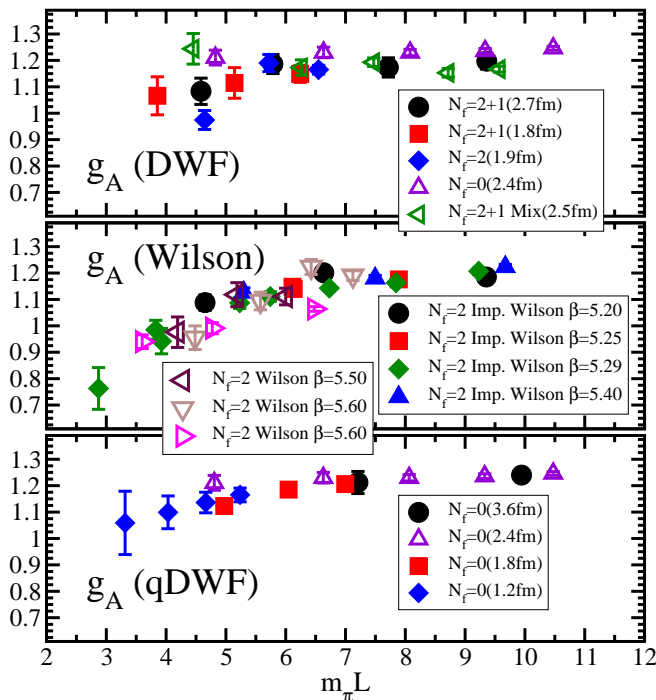 1.3
1.2
1.1
1
0.9
0.8
0.7
g_A (DWF)
N_f=2+1(2.7fm)
N_f=2+1(1.8fm)
N_f=2(1.9fm)
N_f=0(2.4fm)
N_f=2+1 Mix(2.5fm)
1.3
1.2
1.1
1
0.9
0.8
0.7
g_A (Wilson)
N_f=2 Imp. Wilson β=5.20
N_f=2 Imp. Wilson β=5.25
N_f=2 Imp. Wilson β=5.29
N_f=2 Imp. Wilson β=5.40
N_f=2 Wilson β=5.50
N_f=2 Wilson β=5.60
N_f=2 Wilson β=5.60
1.3
1.2
1.1
1
0.9
0.8
0.7
g_A (qDWF)
N_f=0(3.6fm)
N_f=0(2.4fm)
N_f=0(1.8fm)
N_f=0(1.2fm)
2 3 4 5 6 7 8 9 10 11 12
m_πL